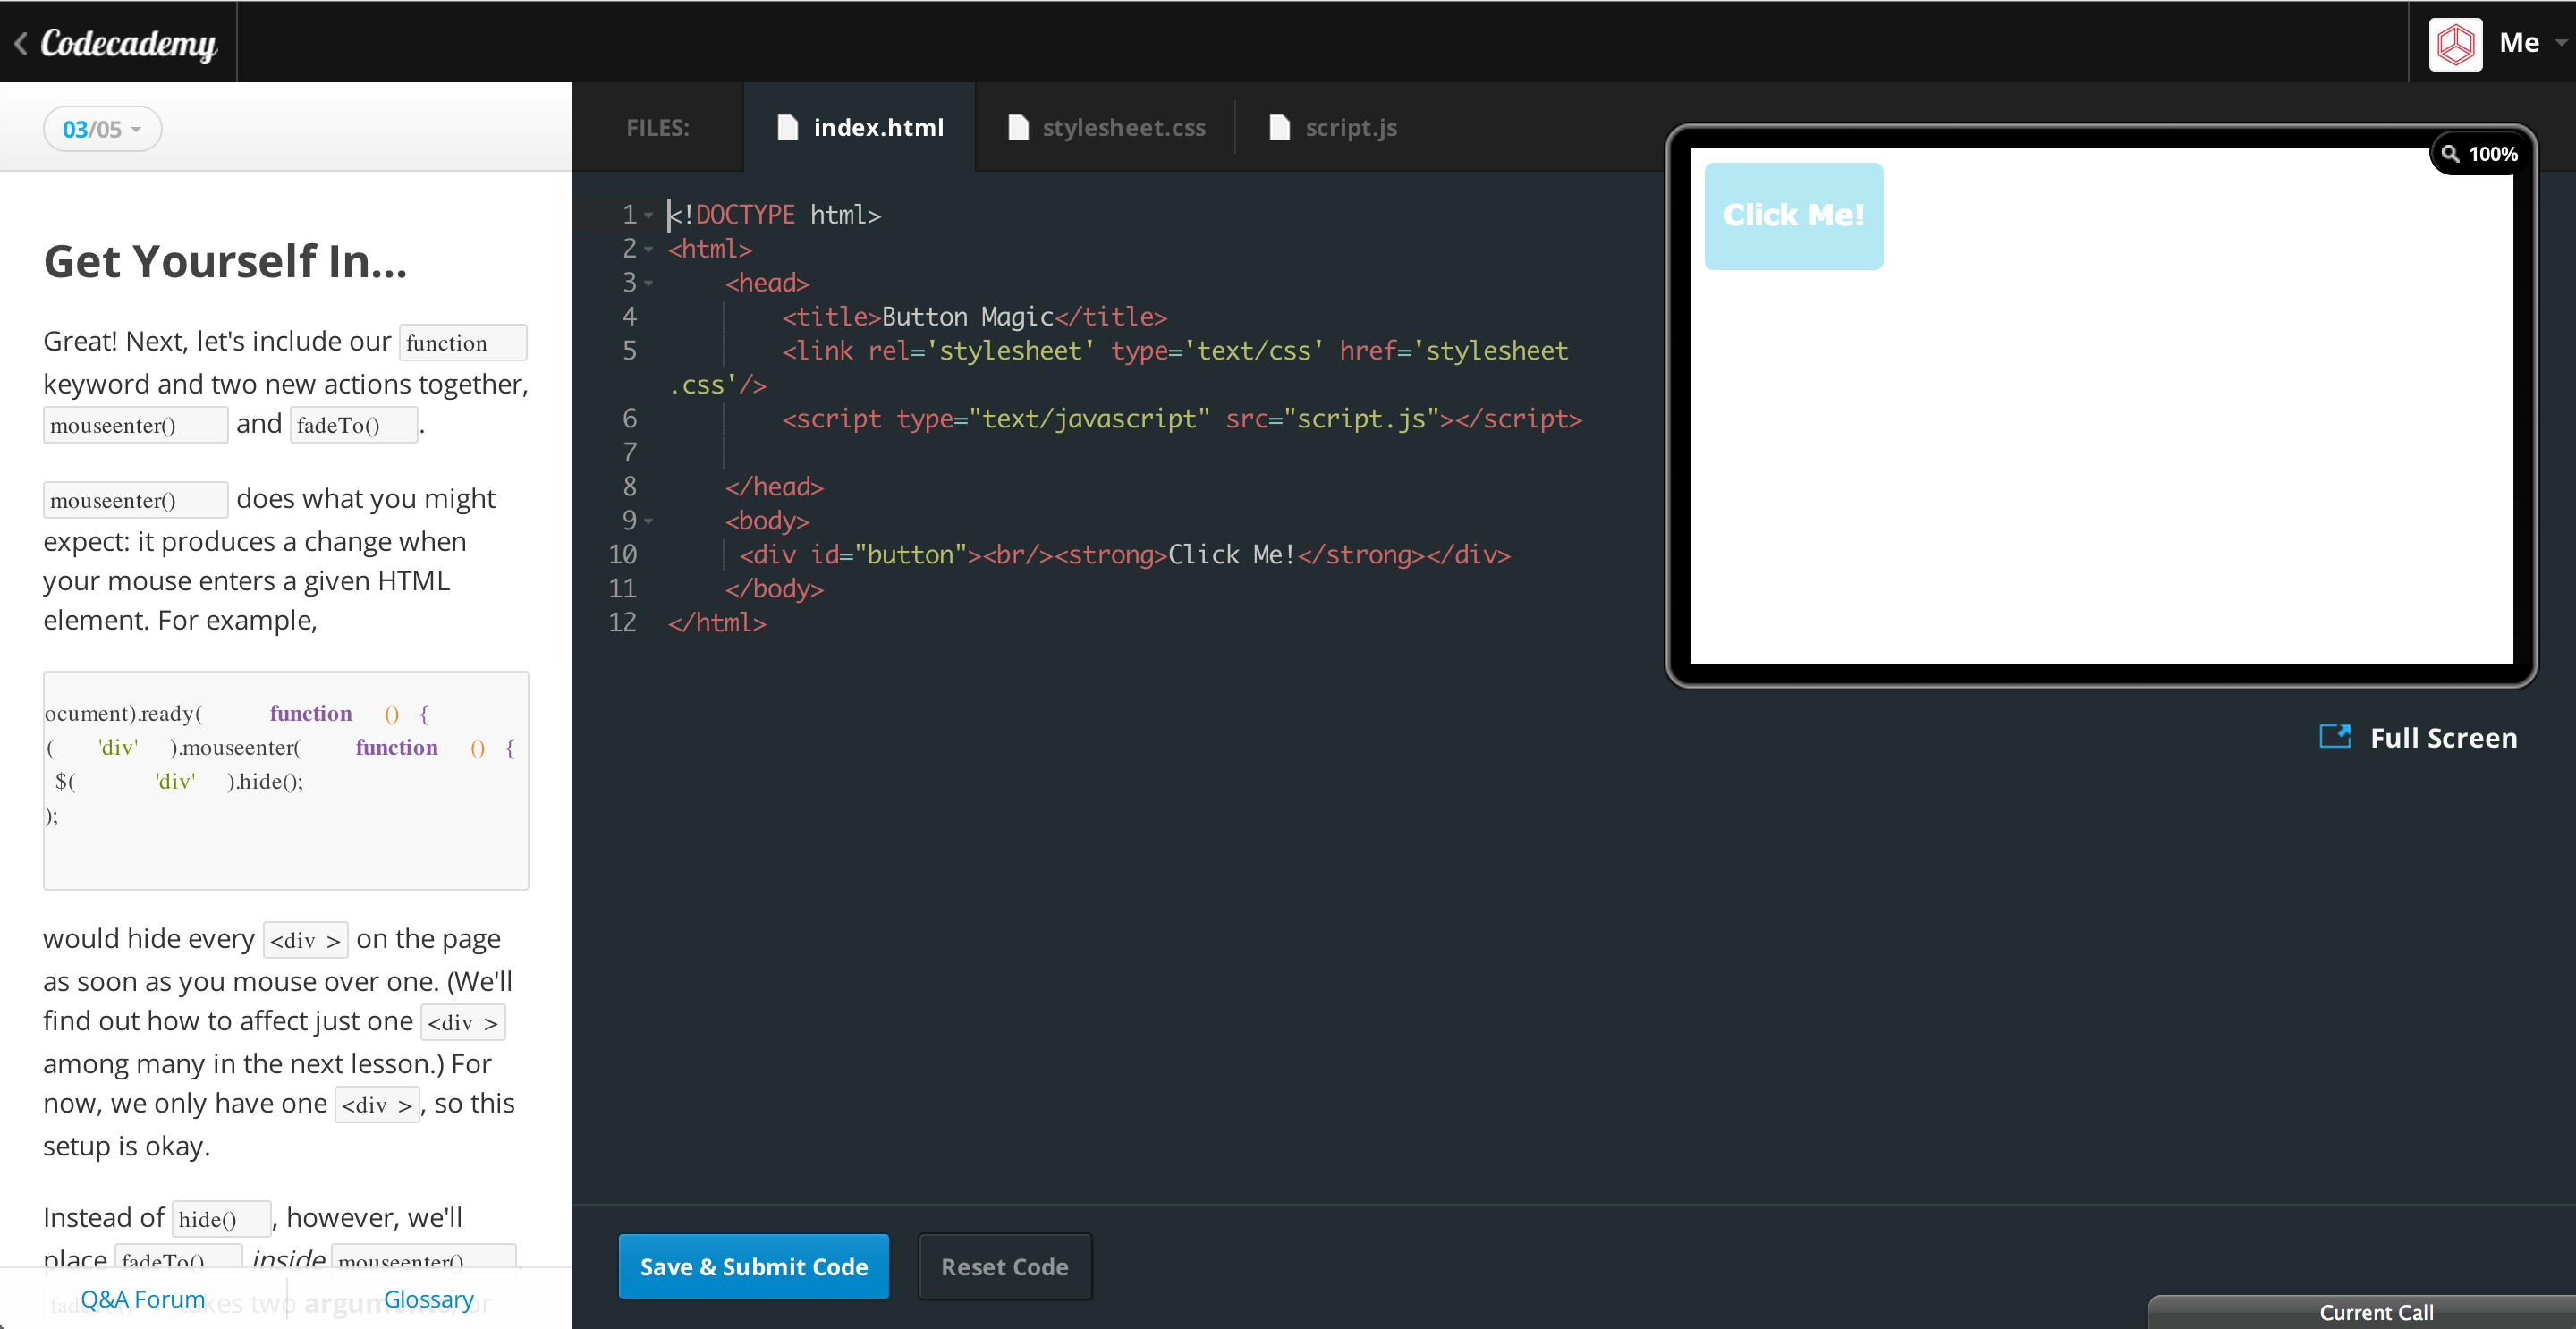 Codecademy
Me
03/05
Get Yourself In...
Great! Next, let's include our function
keyword and two new actions together,
mouseenter() and fadeTo().
mouseenter() does what you might
expect: it produces a change when
your mouse enters a given HTML
element. For example,
ocument).ready( function () {
( 'div' ).mouseenter( function () {
$( 'div' ).hide();
);
would hide every <div > on the page
as soon as you mouse over one. (We'll
find out how to affect just one <div >
among many in the next lesson.) For
now, we only have one <div >, so this
setup is okay.
Instead of hide(), however, we'll
place fadeTo() inside mouseenter().
takes two arguments, or
Q&A Forum
Glossary
FILES:
index.html
stylesheet.css
script.js
1 <!DOCTYPE html>
2 <html>
3 <head>
4 <title>Button Magic</title>
5 <link rel='stylesheet' type='text/css' href='stylesheet
.css'/>
6 <script type="text/javascript" src="script.js"></script>
7
8 </head>
9 <body>
10 <div id="button"><br/><strong>Click Me!</strong></div>
11 </body>
12 </html>
100%
Click Me!
Full Screen
Save & Submit Code
Reset Code
Current Call